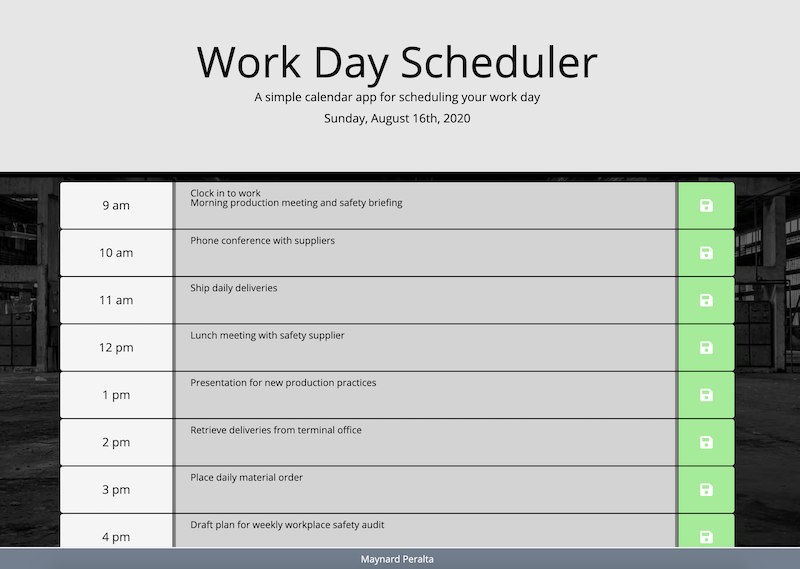 Work Day Scheduler
A simple calendar app for scheduling your work day
Sunday, August 16th, 2020
9 am
Clock in to work
Morning production meeting and safety briefing
10 am
Phone conference with suppliers
11 am
Ship daily deliveries
12 pm
Lunch meeting with safety supplier
1 pm
Presentation for new production practices
2 pm
Retrieve deliveries from terminal office
3 pm
Place daily material order
4 pm
Draft plan for weekly workplace safety audit
Maynard Peralta